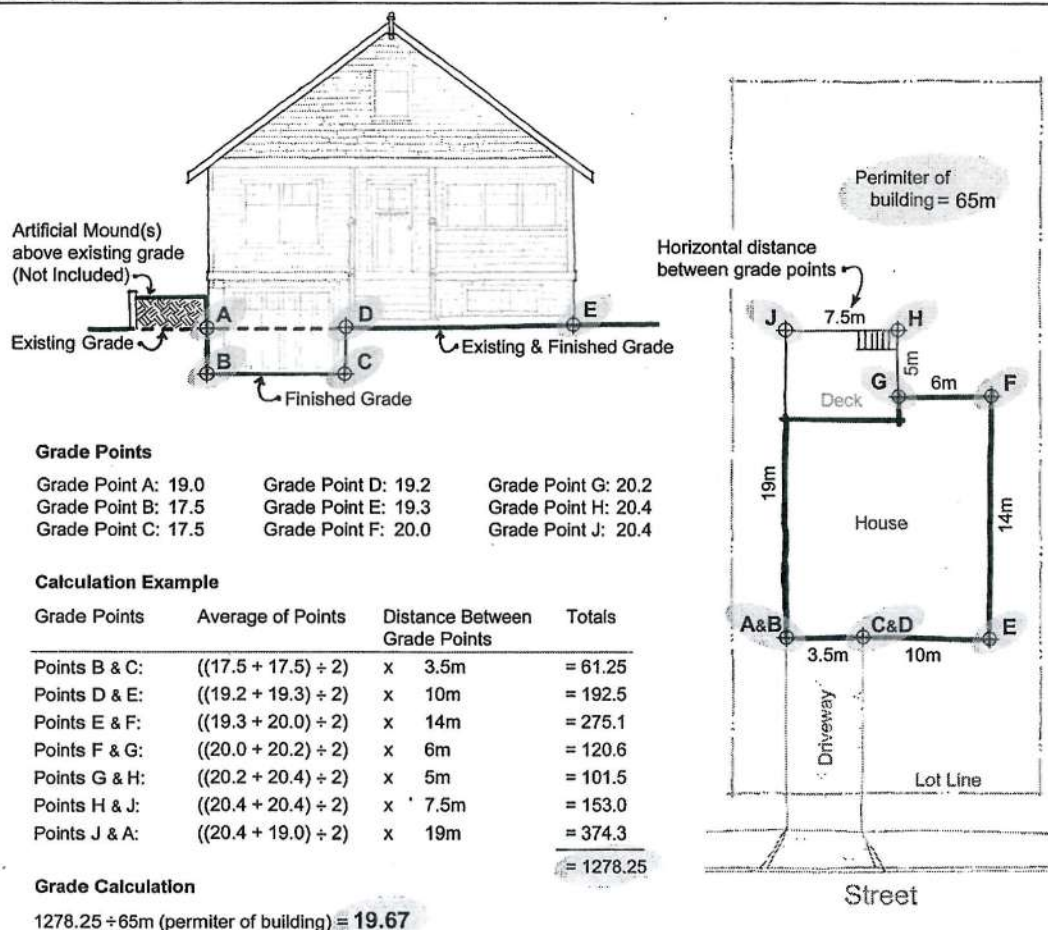 Artificial Mound(s)
above existing grade
(Not Included)
A
D
E
Existing Grade
B
C
Existing & Finished Grade
Finished Grade
Perimiter of
building = 65m
Horizontal distance
between grade points
J
7.5m
H
5m
G
6m
F
Deck
19m
House
14m
A&B
C&D
E
3.5m
10m
Driveway
Lot Line
Street
Grade Points
Grade Point A: 19.0 Grade Point D: 19.2 Grade Point G: 20.2
Grade Point B: 17.5 Grade Point E: 19.3 Grade Point H: 20.4
Grade Point C: 17.5 Grade Point F: 20.0 Grade Point J: 20.4
Calculation Example
Grade Points Average of Points Distance Between Totals
Grade Points
Points B & C: ((17.5 + 17.5) ÷ 2) x 3.5m = 61.25
Points D & E: ((19.2 + 19.3) ÷ 2) x 10m = 192.5
Points E & F: ((19.3 + 20.0) ÷ 2) x 14m = 275.1
Points F & G: ((20.0 + 20.2) ÷ 2) x 6m = 120.6
Points G & H: ((20.2 + 20.4) ÷ 2) x 5m = 101.5
Points H & J: ((20.4 + 20.4) ÷ 2) x 7.5m = 153.0
Points J & A: ((20.4 + 19.0) ÷ 2) x 19m = 374.3
= 1278.25
Grade Calculation
1278.25 ÷65m (permiter of building) = 19.67